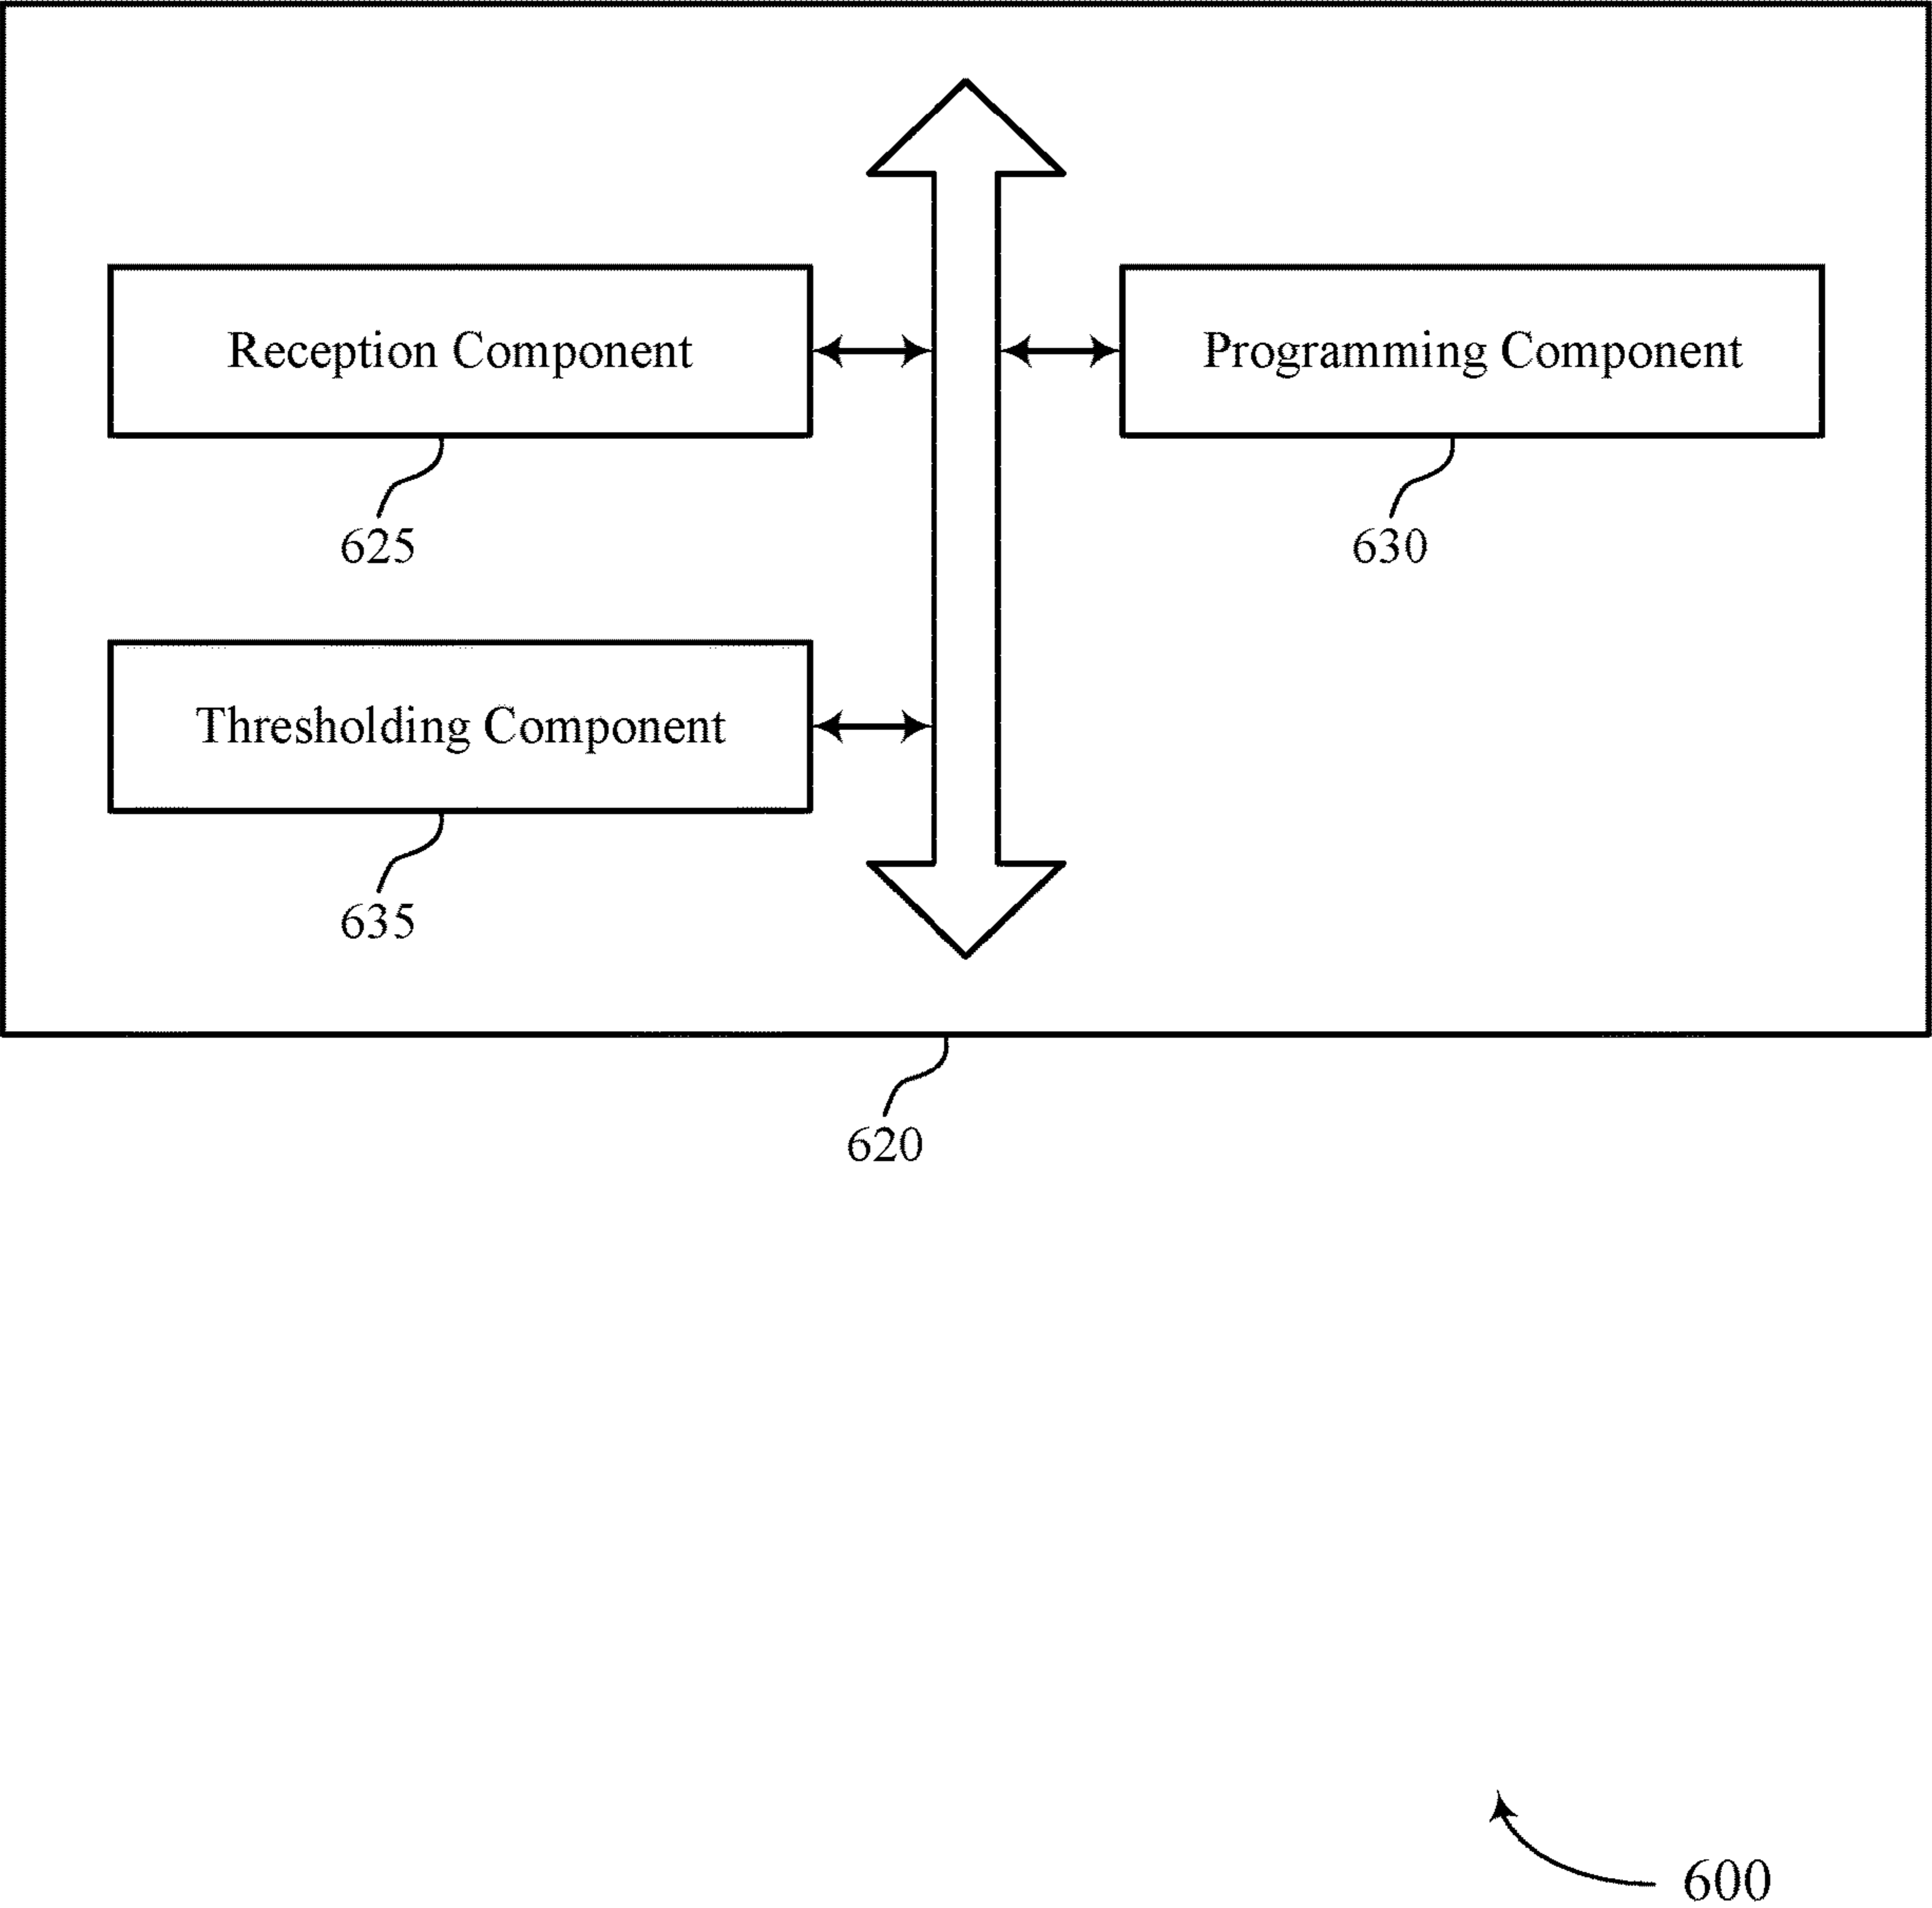 Reception Component
Programming Component
625
630
Thresholding Component
635
620
600